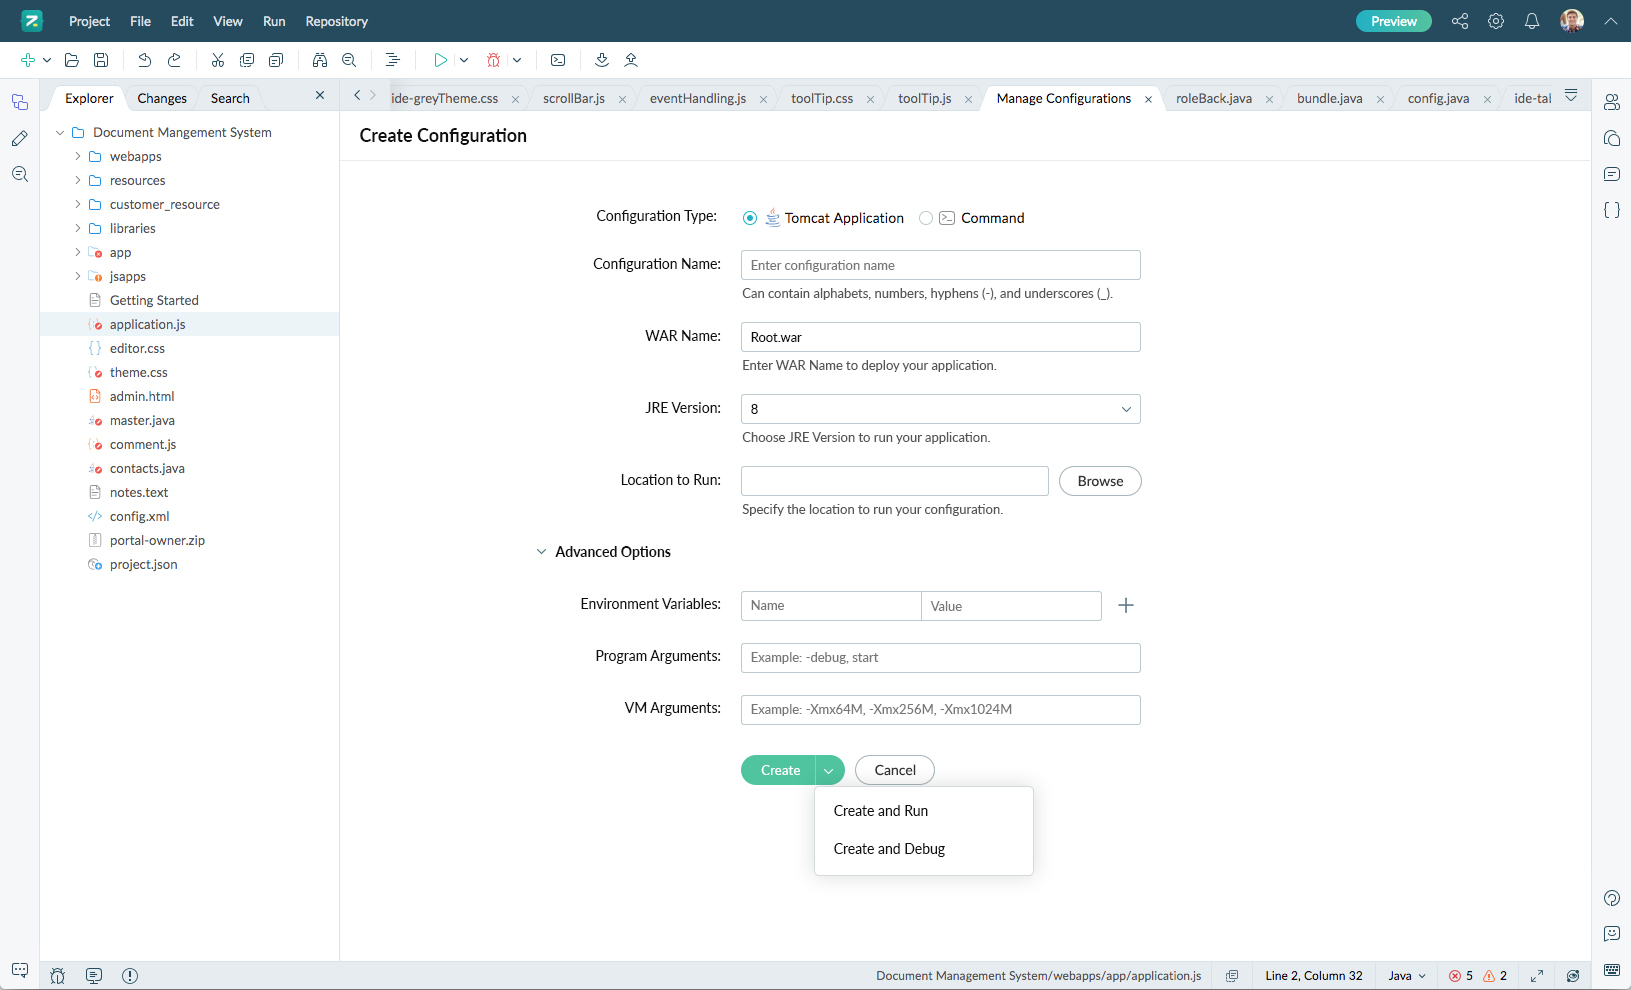 Project File Edit View Run Repository Preview
Explorer Changes Search
ide-greyTheme.css scrollBar.js eventHandling.js toolTip.css toolTip.js Manage Configurations roleBack.java bundle.java config.java ide-tal
Document Mangement System
webapps
resources
customer_resource
libraries
app
jsapps
Getting Started
application.js
editor.css
theme.css
admin.html
master.java
comment.js
contacts.java
notes.text
config.xml
portal-owner.zip
project.json
Create Configuration
Configuration Type: Tomcat Application Command
Configuration Name: Enter configuration name
Can contain alphabets, numbers, hyphens (-), and underscores (_).
WAR Name: Root.war
Enter WAR Name to deploy your application.
JRE Version: 8
Choose JRE Version to run your application.
Location to Run: Browse
Specify the location to run your configuration.
Advanced Options
Environment Variables: Name Value
Program Arguments: Example: -debug, start
VM Arguments: Example: -Xmx64M, -Xmx256M, -Xmx1024M
Create Cancel
Create and Run
Create and Debug
Document Management System/webapps/app/application.js Line 2, Column 32 Java 5 2